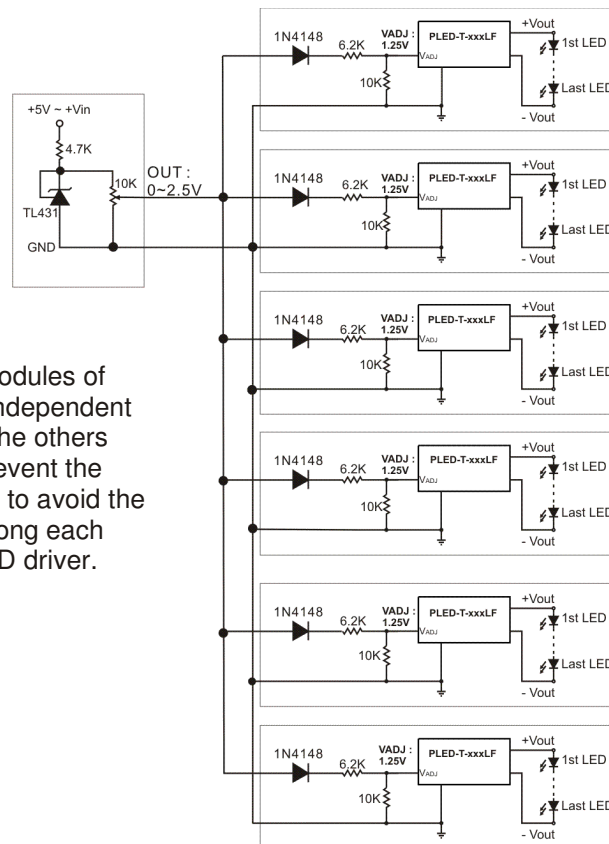 +5V ~ +Vin
4.7K
10K
TL431
GND
OUT :
0~2.5V
odules of
ndependent
he others
event the
to avoid the
ong each
D driver.
1N4148
6.2K
VADJ :
1.25V
10K
PLED-T-xxxLF
VADJ
+Vout
1st LED
Last LED
- Vout
1N4148
6.2K
VADJ :
1.25V
10K
PLED-T-xxxLF
VADJ
+Vout
1st LED
Last LED
- Vout
1N4148
6.2K
VADJ :
1.25V
10K
PLED-T-xxxLF
VADJ
+Vout
1st LED
Last LED
- Vout
1N4148
6.2K
VADJ :
1.25V
10K
PLED-T-xxxLF
VADJ
+Vout
1st LED
Last LED
- Vout
1N4148
6.2K
VADJ :
1.25V
10K
PLED-T-xxxLF
VADJ
+Vout
1st LED
Last LED
- Vout
1N4148
6.2K
VADJ :
1.25V
10K
PLED-T-xxxLF
VADJ
+Vout
1st LED
Last LED
- Vout